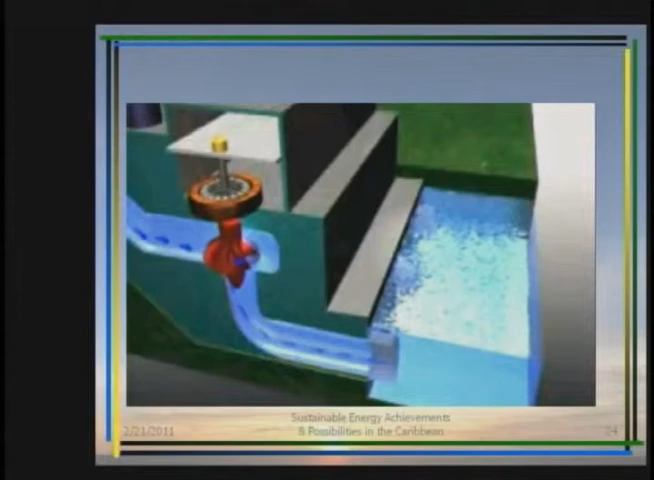 2/21/2011
Sustainable Energy Achievements
& Possibilities in the Caribbean
24